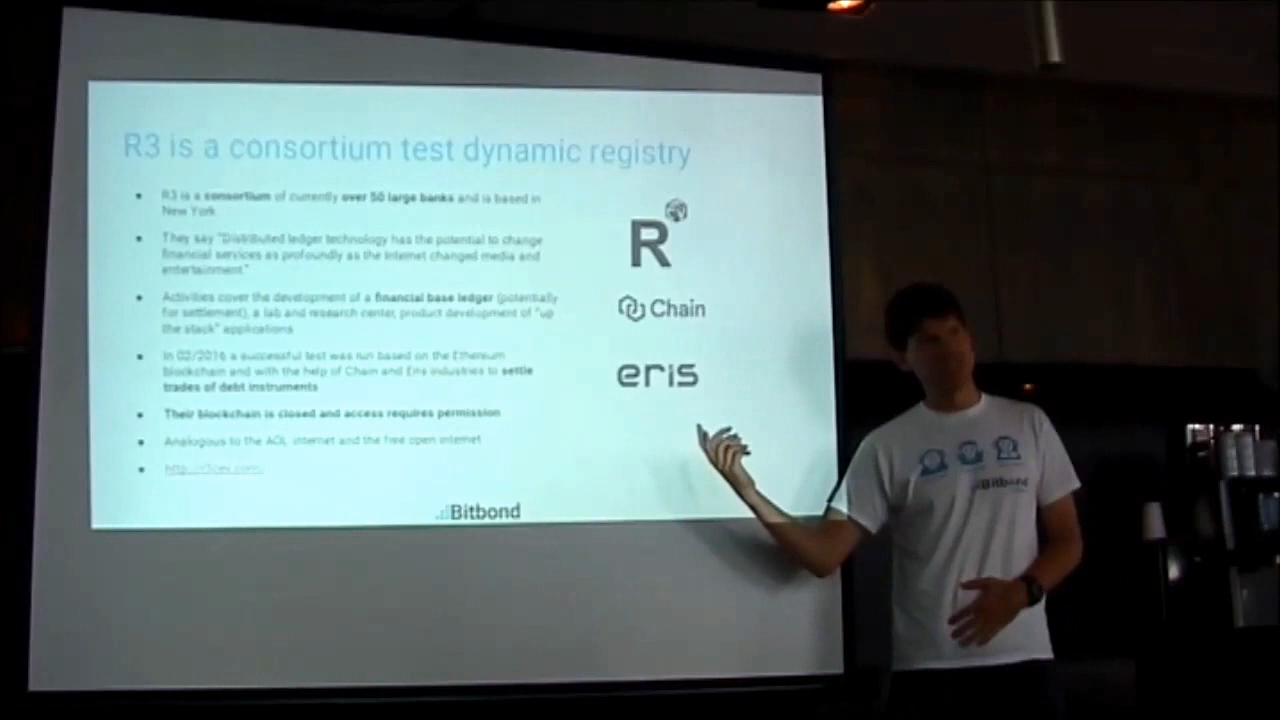 R3 is a consortium test dynamic registry
• R3 is a consortium of currently over 50 large banks and is based in
New York
• They say "Distributed ledger technology has the potential to change
financial services as profoundly as the Internet changed media and
entertainment"
• Activities cover the development of a financial base ledger (potentially
for settlement), a lab and research center, product development of "up
the stack" applications
• In 02/2016 a successful test was run based on the Ethereum
blockchain and with the help of Chain and Eris industries to settle
trades of debt instruments
• Their blockchain is closed and access requires permission
• Analogous to the AOL internet and the free open internet
• http://r3cev.com/
R
Chain
eris
Bitbond
Bitbond